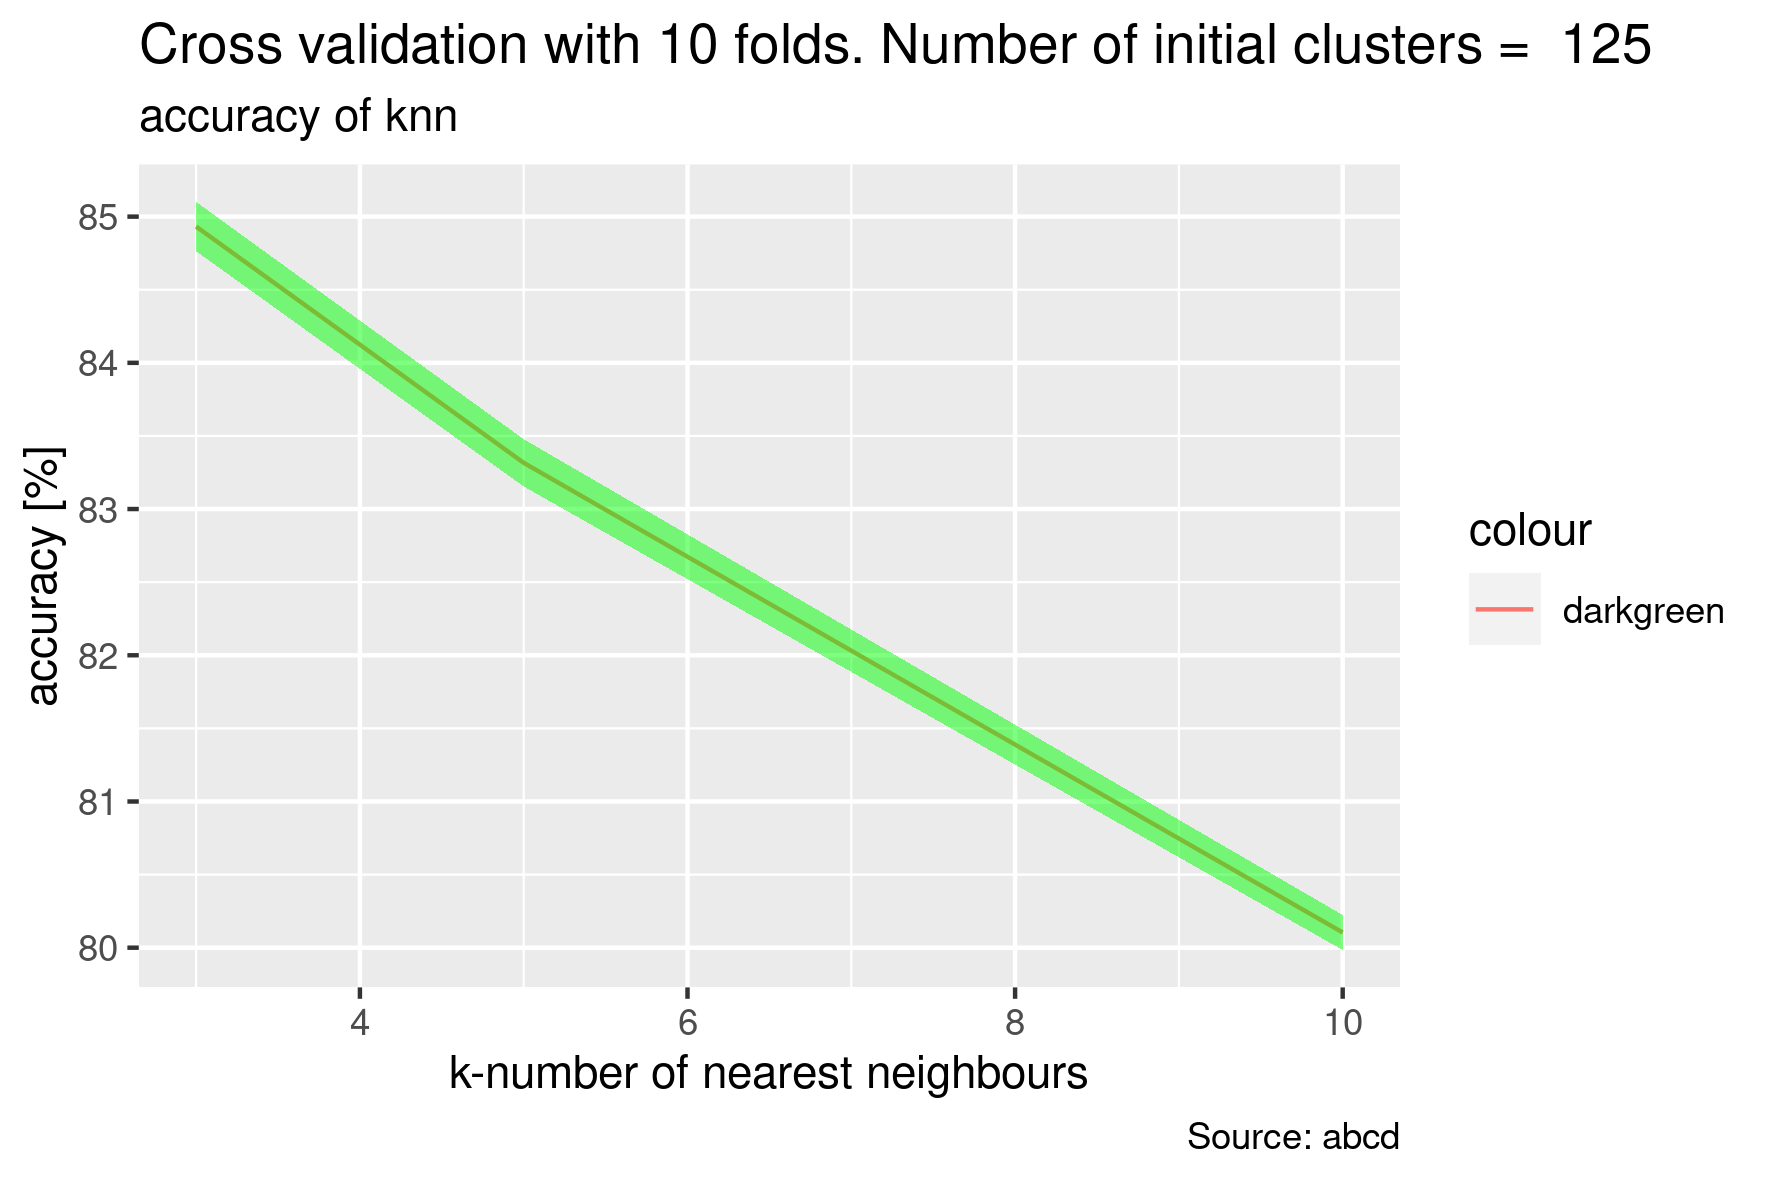 Cross validation with 10 folds. Number of initial clusters =  125
accuracy of knn
accuracy [%]
85
84
83
82
81
80
4 6 8 10
k-number of nearest neighbours
colour
darkgreen
Source: abcd